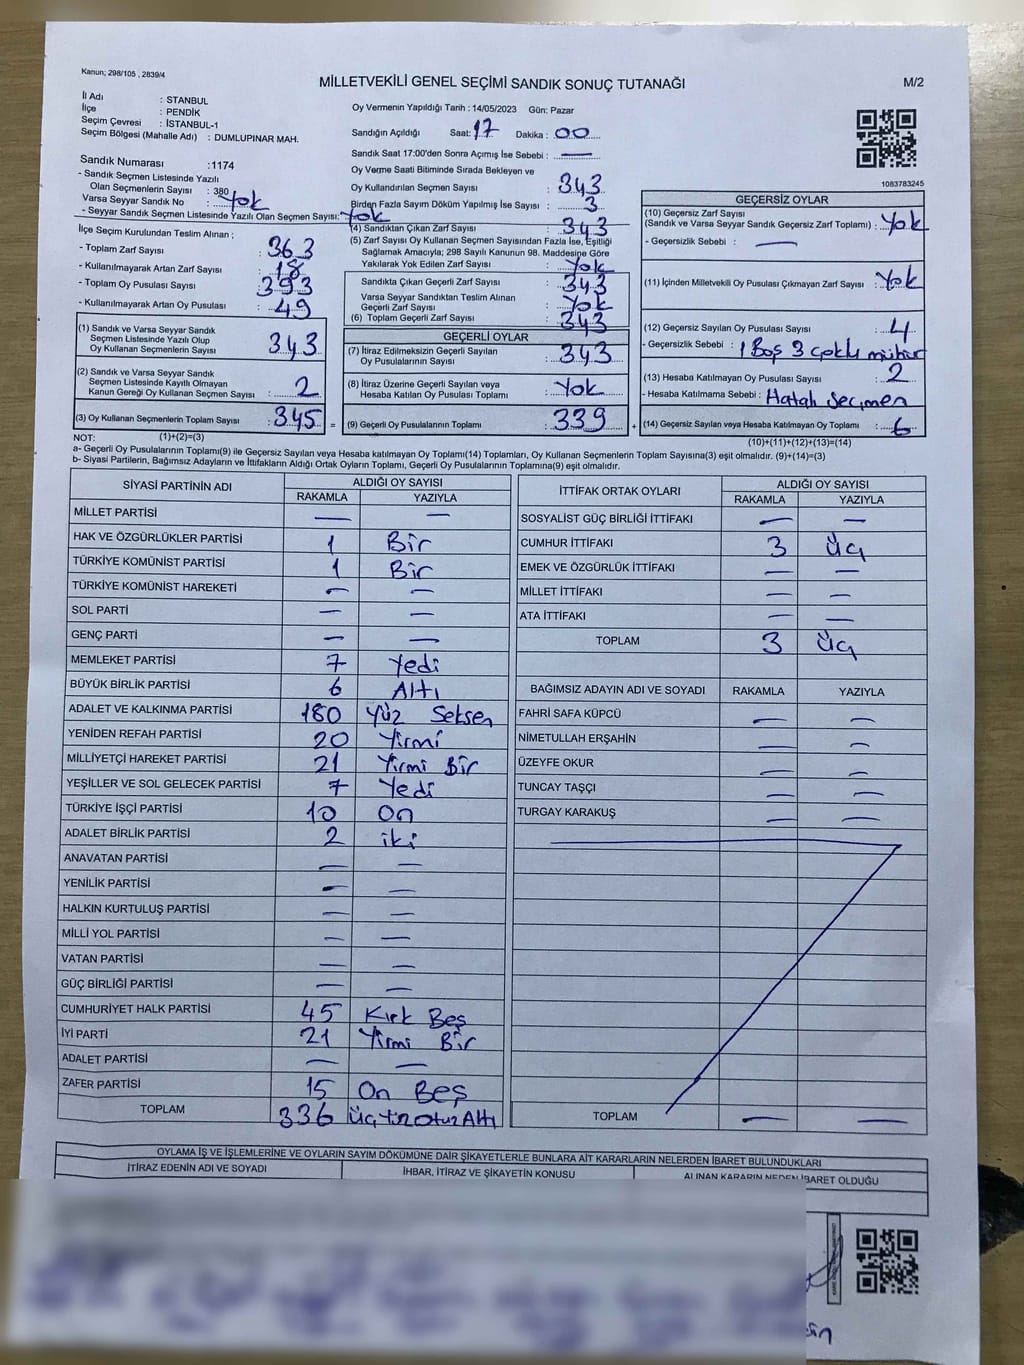 Kanun; 298/105 , 2839/4
MİLLETVEKİLİ GENEL SEÇİMİ SANDIK SONUÇ TUTANAĞI
M/2
İl Adı : STANBUL
İlçe : PENDİK
Seçim Çevresi : İSTANBUL-1
Seçim Bölgesi (Mahalle Adı) : DUMLUPINAR MAH.
Oy Vermenin Yapıldığı Tarih : 14/05/2023 Gün: Pazar
Sandığın Açıldığı Saat: 17 Dakika : 00
Sandık Saat 17:00'den Sonra Açımış İse Sebebi : —
Oy Verme Saati Bitiminde Sırada Bekleyen ve
Oy Kullandırılan Seçmen Sayısı : 343
Birden Fazla Sayım Döküm Yapılmış İse Sayısı : 3
1083783245
Sandık Numarası :1174
- Sandık Seçmen Listesinde Yazılı
Olan Seçmenlerin Sayısı : 380
Varsa Seyyar Sandık No : Yok
- Seyyar Sandık Seçmen Listesinde Yazılı Olan Seçmen Sayısı: Yok
İlçe Seçim Kurulundan Teslim Alınan ;
- Toplam Zarf Sayısı : 363
- Kullanılmayarak Artan Zarf Sayısı : 18
- Toplam Oy Pusulası Sayısı : 393
- Kullanılmayarak Artan Oy Pusulası : 49
(1) Sandık ve Varsa Seyyar Sandık
Seçmen Listesinde Yazılı Olup
Oy Kullanan Seçmenlerin Sayısı : 343
(2) Sandık ve Varsa Seyyar Sandık
Seçmen Listesinde Kayıtlı Olmayan
Kanun Gereği Oy Kullanan Seçmen Sayısı : 2
(3) Oy Kullanan Seçmenlerin Toplam Sayısı : 345 =
(4) Sandıktan Çıkan Zarf Sayısı : 343
(5) Zarf Sayısı Oy Kullanan Seçmen Sayısından Fazla İse, Eşitliği
Sağlamak Amacıyla; 298 Sayılı Kanunun 98. Maddesine Göre
Yakılarak Yok Edilen Zarf Sayısı : Yok
Sandıkta Çıkan Geçerli Zarf Sayısı : 343
Varsa Seyyar Sandıktan Teslim Alınan
Geçerli Zarf Sayısı : Yok
(6) Toplam Geçerli Zarf Sayısı : 343
GEÇERLİ OYLAR
(7) İtiraz Edilmeksizin Geçerli Sayılan
Oy Pusulalarının Sayısı : 343
(8) İtiraz Üzerine Geçerli Sayılan veya
Hesaba Katılan Oy Pusulası Toplamı : Yok
(9) Geçerli Oy Pusulalarının Toplamı : 339 +
GEÇERSİZ OYLAR
(10) Geçersiz Zarf Sayısı
(Sandık ve Varsa Seyyar Sandık Geçersiz Zarf Toplamı) : Yok
- Geçersizlik Sebebi : —
(11) İçinden Milletvekili Oy Pusulası Çıkmayan Zarf Sayısı : Yok
(12) Geçersiz Sayılan Oy Pusulası Sayısı : 4
- Geçersizlik Sebebi : 1 Boş 3 çoklu mühür
(13) Hesaba Katılmayan Oy Pusulası Sayısı : 2
- Hesaba Katılmama Sebebi : Hatalı Seçmen
(14) Geçersiz Sayılan veya Hesaba Katılmayan Oy Toplamı : 6
NOT: (1)+(2)=(3)
(10)+(11)+(12)+(13)=(14)
a- Geçerli Oy Pusulalarının Toplamı(9) ile Geçersiz Sayılan veya Hesaba katılmayan Oy Toplamı(14) Toplamları, Oy Kullanan Seçmenlerin Toplam Sayısına(3) eşit olmalıdır. (9)+(14)=(3)
b- Siyasi Partilerin, Bağımsız Adayların ve İttifakların Aldığı Ortak Oyların Toplamı, Geçerli Oy Pusulalarının Toplamına(9) eşit olmalıdır.
SİYASİ PARTİNİN ADI ALDIĞI OY SAYISI
RAKAMLA YAZIYLA
MİLLET PARTİSİ — —
HAK VE ÖZGÜRLÜKLER PARTİSİ 1 Bir
TÜRKİYE KOMÜNİST PARTİSİ 1 Bir
TÜRKİYE KOMÜNİST HAREKETİ — —
SOL PARTİ — —
GENÇ PARTİ — —
MEMLEKET PARTİSİ 7 Yedi
BÜYÜK BİRLİK PARTİSİ 6 Altı
ADALET VE KALKINMA PARTİSİ 180 Yüz Seksen
YENİDEN REFAH PARTİSİ 20 Yirmi
MİLLİYETÇİ HAREKET PARTİSİ 21 Yirmi Bir
YEŞİLLER VE SOL GELECEK PARTİSİ 7 Yedi
TÜRKİYE İŞÇİ PARTİSİ 10 On
ADALET BİRLİK PARTİSİ 2 iki
ANAVATAN PARTİSİ — —
YENİLİK PARTİSİ — —
HALKIN KURTULUŞ PARTİSİ — —
MİLLİ YOL PARTİSİ — —
VATAN PARTİSİ — —
GÜÇ BİRLİĞİ PARTİSİ — —
CUMHURİYET HALK PARTİSİ 45 Kırk Beş
İYİ PARTİ 21 Yirmi Bir
ADALET PARTİSİ — —
ZAFER PARTİSİ 15 On Beş
TOPLAM 336 ÜçYüzOtuzAltı
İTTİFAK ORTAK OYLARI ALDIĞI OY SAYISI
RAKAMLA YAZIYLA
SOSYALİST GÜÇ BİRLİĞİ İTTİFAKI — —
CUMHUR İTTİFAKI 3 Üç
EMEK VE ÖZGÜRLÜK İTTİFAKI — —
MİLLET İTTİFAKI — —
ATA İTTİFAKI — —
TOPLAM 3 Üç
BAĞIMSIZ ADAYIN ADI VE SOYADI RAKAMLA YAZIYLA
FAHRİ SAFA KÜPCÜ — —
NİMETULLAH ERŞAHİN — —
ÜZEYFE OKUR — —
TUNCAY TAŞÇI — —
TURGAY KARAKUŞ — —
TOPLAM — —
OYLAMA İŞ VE İŞLEMLERİNE VE OYLARIN SAYIM DÖKÜMÜNE DAİR ŞİKAYETLERLE BUNLARA AİT KARARLARIN NELERDEN İBARET BULUNDUKLARI
İTİRAZ EDENİN ADI VE SOYADI İHBAR, İTİRAZ VE ŞİKAYETİN KONUSU ALINAN KARARIN NEDEN İBARET OLDUĞU